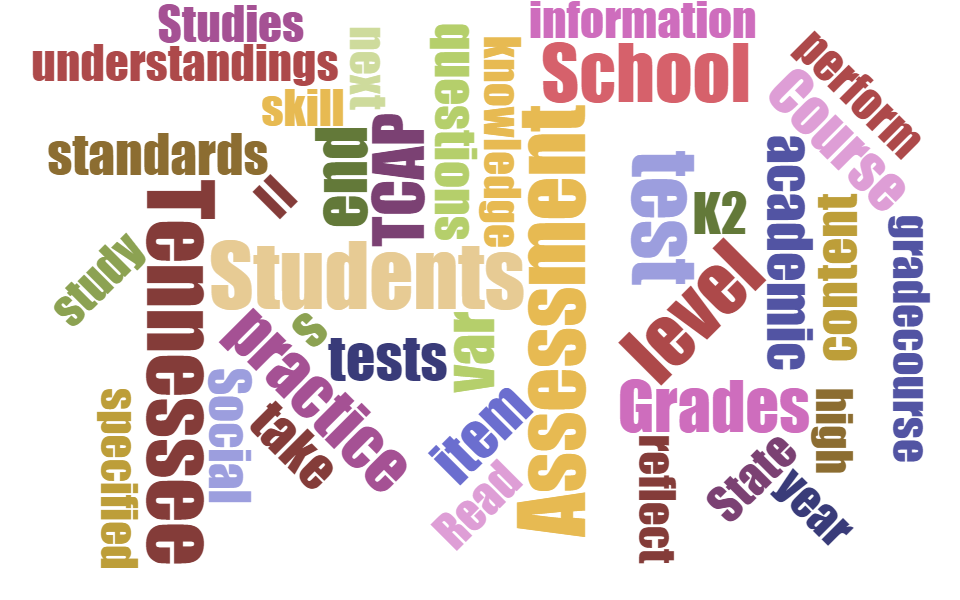 Studies
information
understandings
next
questions
knowledge
School
perform
skill
Course
standards
end
TCAP
Assessment
test
K2
academic
content
gradecourse
II
Tennessee
study
Students
level
s
var
tests
practice
Social
take
item
Grades
specified
high
Read
reflect
State
year